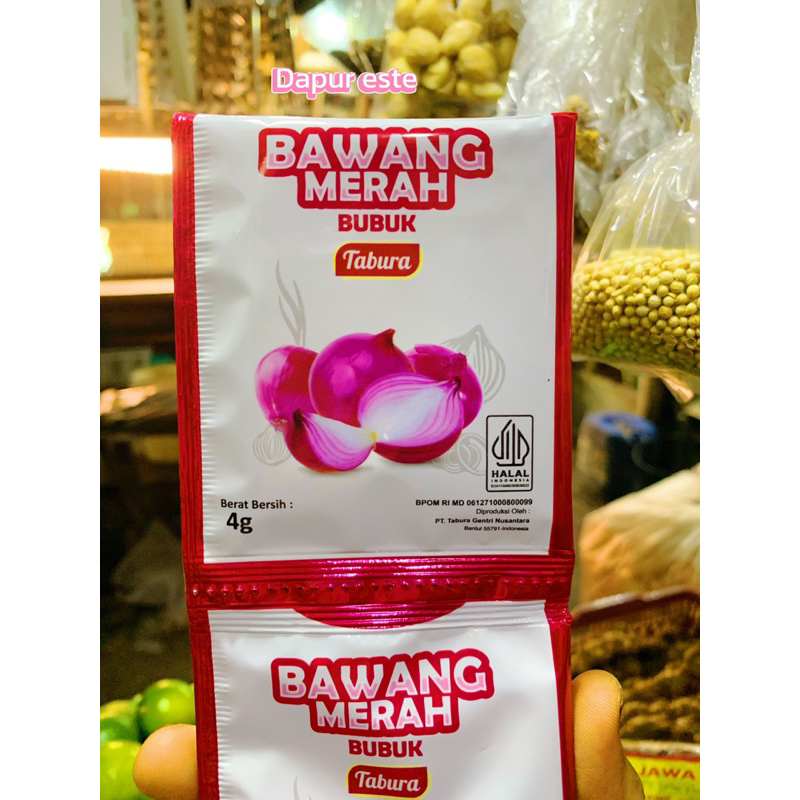 Dapur este
BAWANG
MERAH
BUBUK
Tabura
HALAL
INDONESIA
Berat Bersih :
4g
BPOM RI MD 061271000800099
Diproduksi Oleh :
PT. Tabura Gentri Nusantara
Bantul 55791-Indonesia
BAWANG
MERAH
BUBUK
Tabura
JAWA